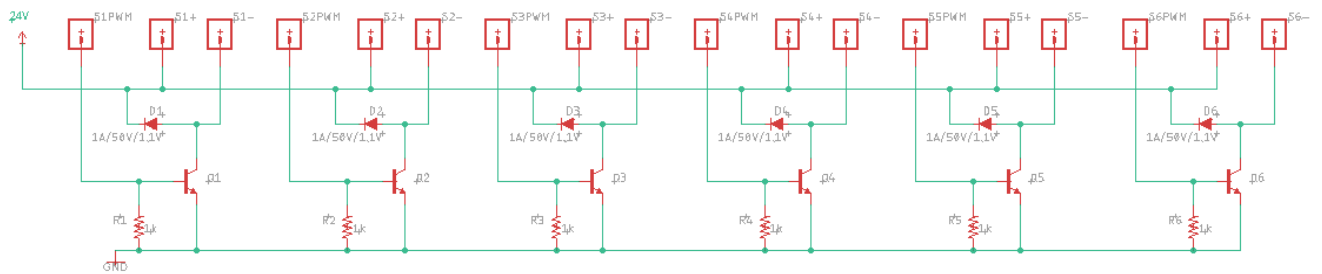 24V
S1PWM S1+ S1- S2PWM S2+ S2- S3PWM S3+ S3- S4PWM S4+ S4- S5PWM S5+ S5- S6PWM S6+ S6-
D1 D2 D3 D4 D5 D6
1A/50V/1.1V 1A/50V/1.1V 1A/50V/1.1V 1A/50V/1.1V 1A/50V/1.1V 1A/50V/1.1V
Q1 Q2 Q3 Q4 Q5 Q6
R1 R2 R3 R4 R5 R6
1k 1k 1k 1k 1k 1k
GND